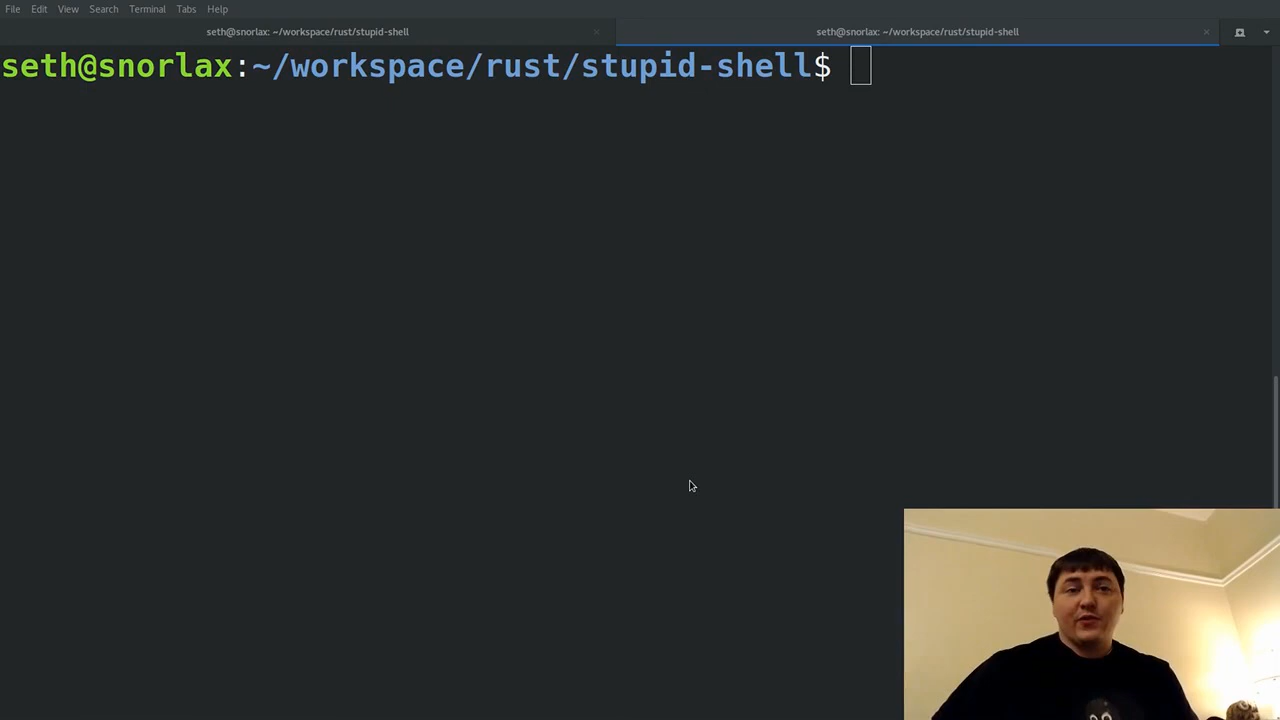 File Edit View Search Terminal Tabs Help
seth@snorlax: ~/workspace/rust/stupid-shell
seth@snorlax: ~/workspace/rust/stupid-shell
seth@snorlax:~/workspace/rust/stupid-shell$